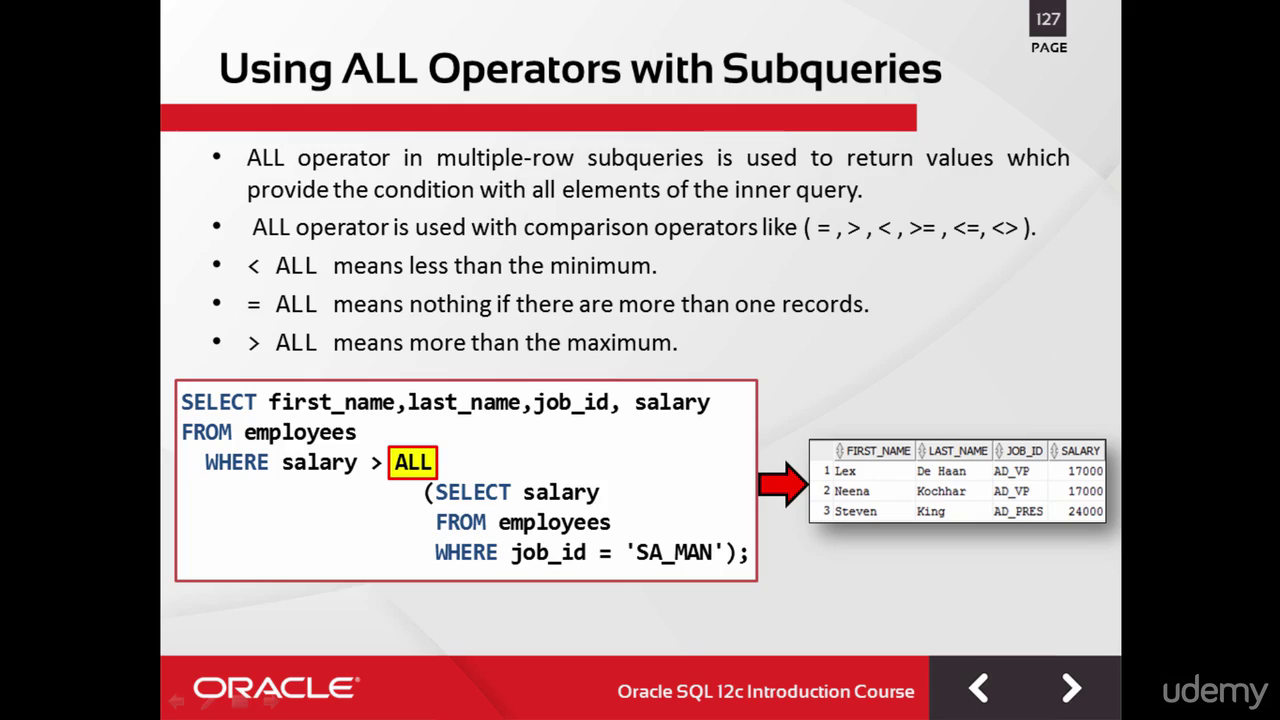 127
PAGE
Using ALL Operators with Subqueries
• ALL operator in multiple-row subqueries is used to return values which
provide the condition with all elements of the inner query.
• ALL operator is used with comparison operators like ( = , > , < , >= , <=, <> ).
• < ALL means less than the minimum.
• = ALL means nothing if there are more than one records.
• > ALL means more than the maximum.
SELECT first_name,last_name,job_id, salary
FROM employees
WHERE salary > ALL
(SELECT salary
FROM employees
WHERE job_id = 'SA_MAN');
FIRST_NAME LAST_NAME JOB_ID SALARY
1 Lex De Haan AD_VP 17000
2 Neena Kochhar AD_VP 17000
3 Steven King AD_PRES 24000
ORACLE®
Oracle SQL 12c Introduction Course
udemy